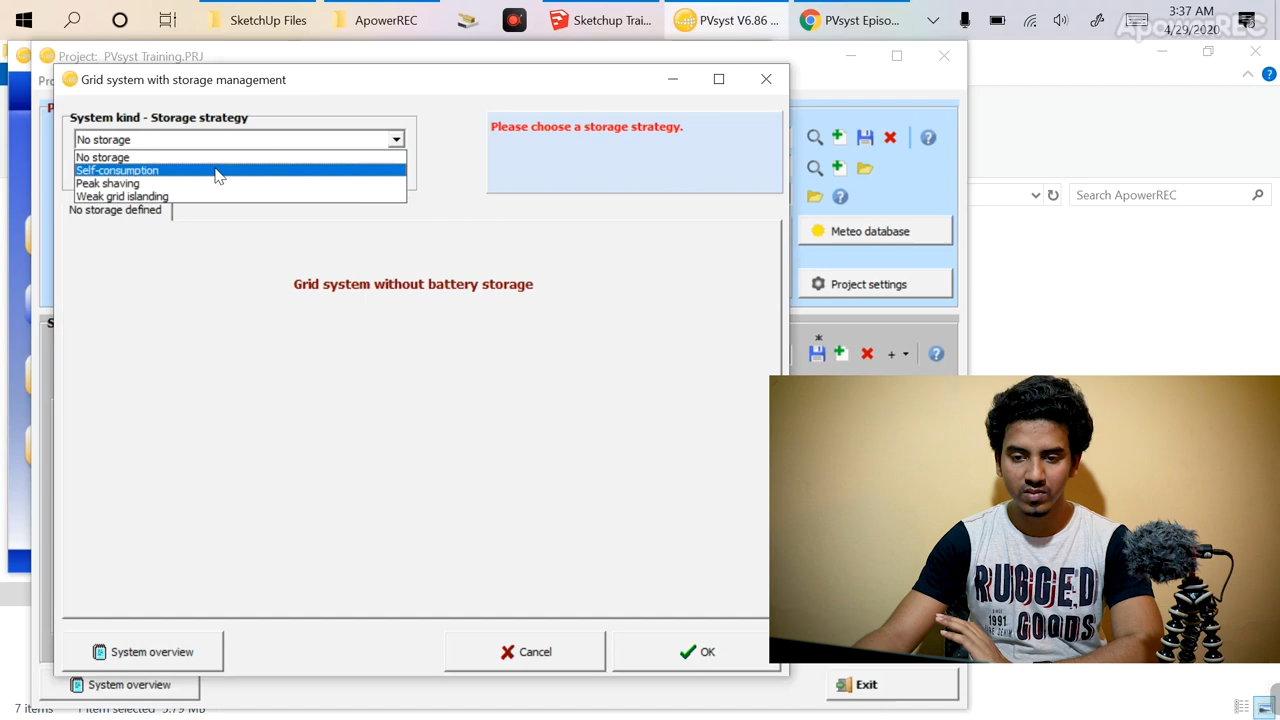 SketchUp Files
ApowerREC
Sketchup Trai...
PVsyst V6.86 ...
PVsyst Episo...
3:37 AM
4/29/2020
ApowerREC
Project: PVsyst Training.PRJ
Grid system with storage management
System kind - Storage strategy
No storage
No storage
Self-consumption
Peak shaving
Weak grid islanding
No storage defined
Please choose a storage strategy.
Grid system without battery storage
Search ApowerREC
Meteo database
Project settings
System overview
Cancel
OK
System overview
Exit
7 items
1 item selected 5.79 MB
RUGGED
1991
GOODS